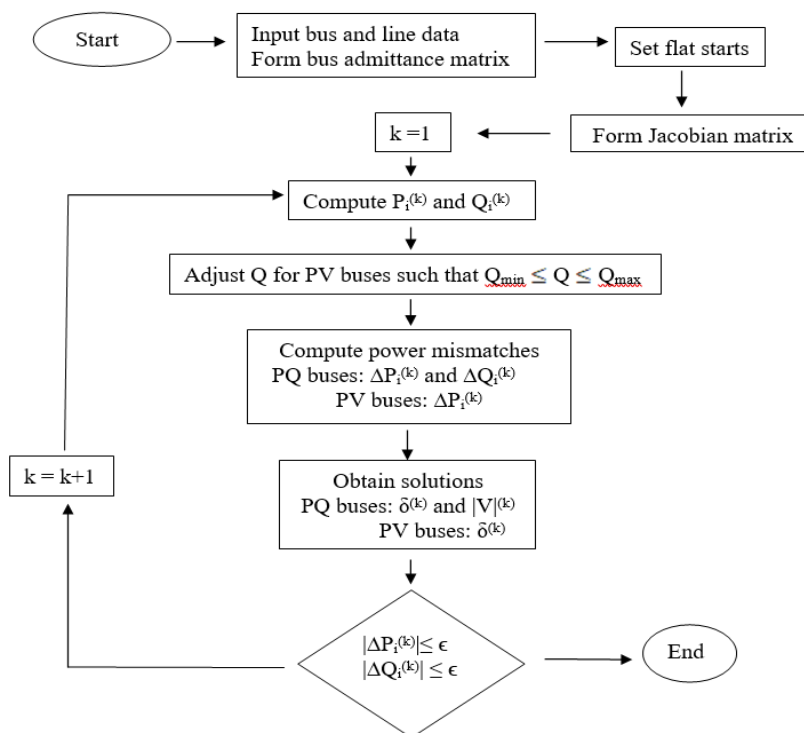 Start
Input bus and line data
Form bus admittance matrix
Set flat starts
Form Jacobian matrix
k =1
Compute Pᵢ⁽ᵏ⁾ and Qᵢ⁽ᵏ⁾
Adjust Q for PV buses such that Qmin ≤ Q ≤ Qmax
Compute power mismatches
PQ buses: ΔPᵢ⁽ᵏ⁾ and ΔQᵢ⁽ᵏ⁾
PV buses: ΔPᵢ⁽ᵏ⁾
k = k+1
Obtain solutions
PQ buses: δ⁽ᵏ⁾ and |V|⁽ᵏ⁾
PV buses: δ⁽ᵏ⁾
|ΔPᵢ⁽ᵏ⁾|≤ ϵ
|ΔQᵢ⁽ᵏ⁾| ≤ ϵ
End